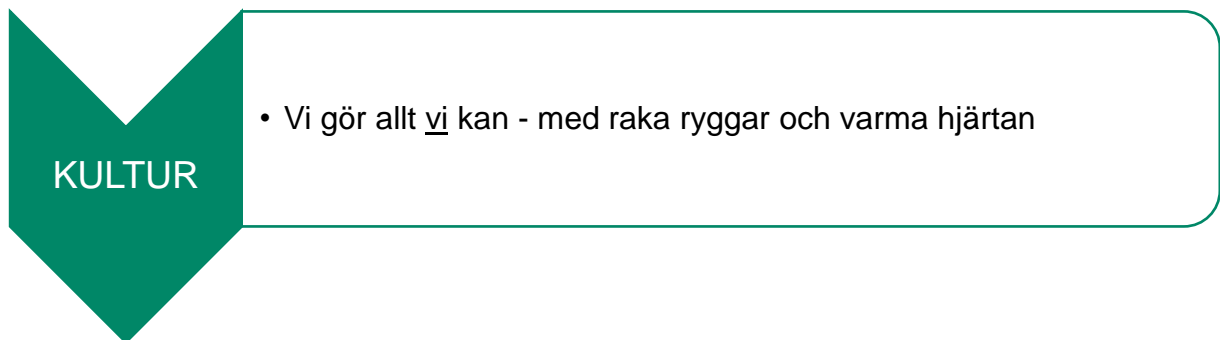 KULTUR
• Vi gör allt vi kan - med raka ryggar och varma hjärtan